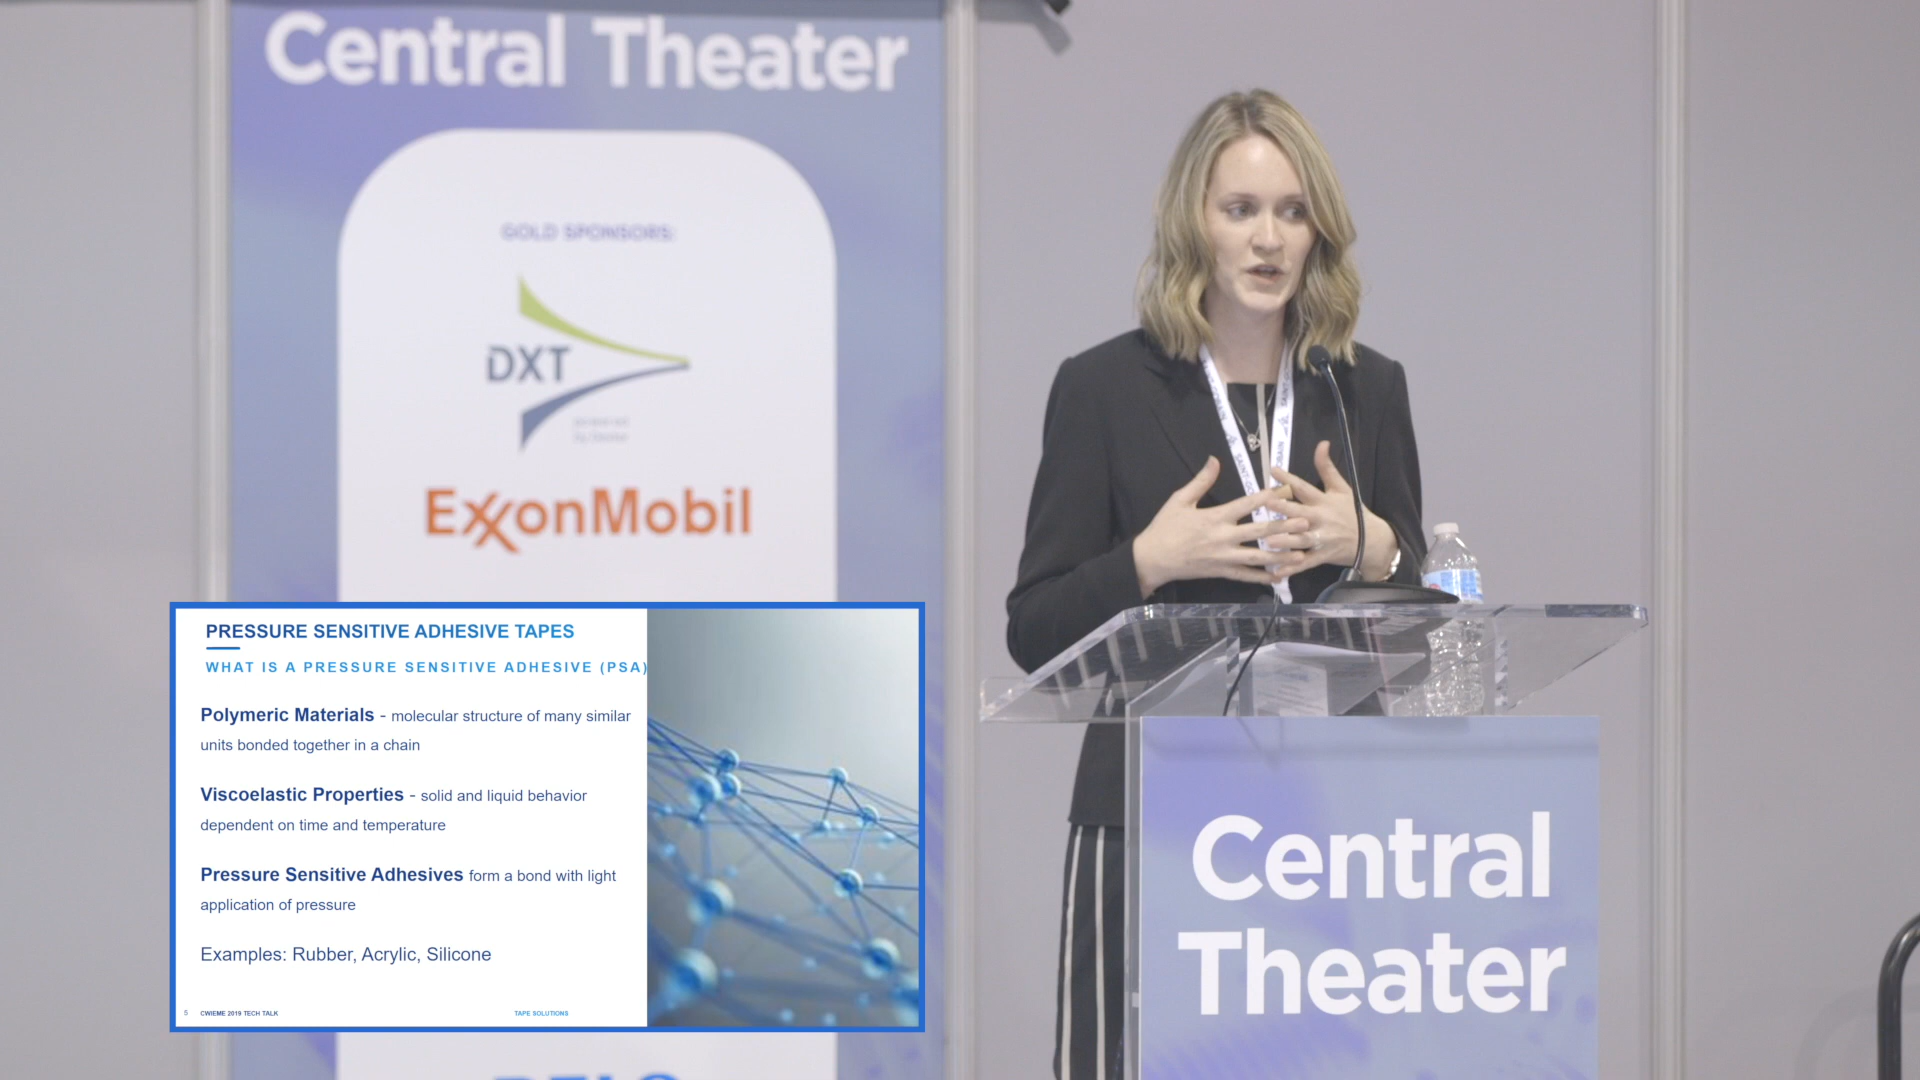 Central Theater
GOLD SPONSORS:
DXT
ExxonMobil
SAINT-GOBAIN
PRESSURE SENSITIVE ADHESIVE TAPES
WHAT IS A PRESSURE SENSITIVE ADHESIVE (PSA)
Polymeric Materials - molecular structure of many similar
units bonded together in a chain
Viscoelastic Properties - solid and liquid behavior
dependent on time and temperature
Pressure Sensitive Adhesives form a bond with light
application of pressure
Examples: Rubber, Acrylic, Silicone
5 CWIEME 2019 TECH TALK
TAPE SOLUTIONS
Central
Theater